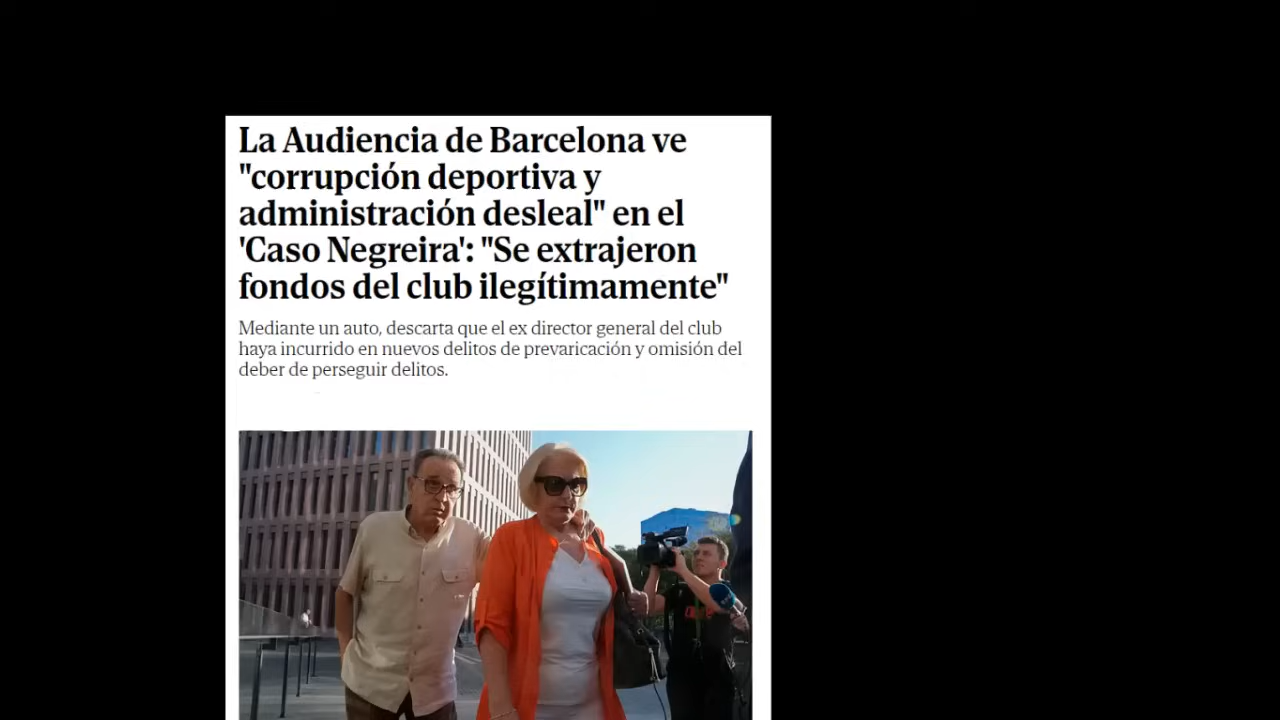 La Audiencia de Barcelona ve
"corrupción deportiva y
administración desleal" en el
'Caso Negreira': "Se extrajeron
fondos del club ilegítimamente"
Mediante un auto, descarta que el ex director general del club
haya incurrido en nuevos delitos de prevaricación y omisión del
deber de perseguir delitos.